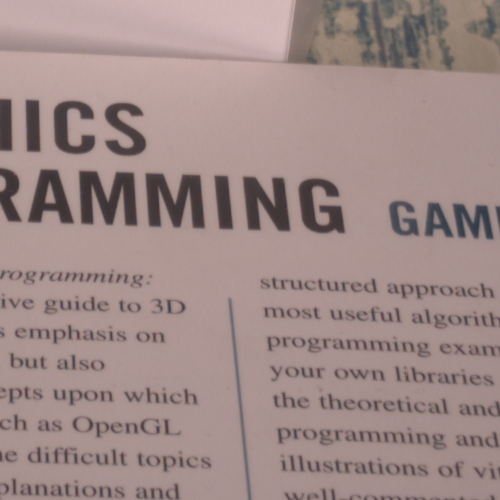 HICS
RAMMING GAM
rogramming:
ive guide to 3D
s emphasis on
but also
epts upon which
ch as OpenGL
e difficult topics
planations and
structured approach
most useful algorith
programming exam
your own libraries
the theoretical and
programming and
illustrations of vi
well-commented